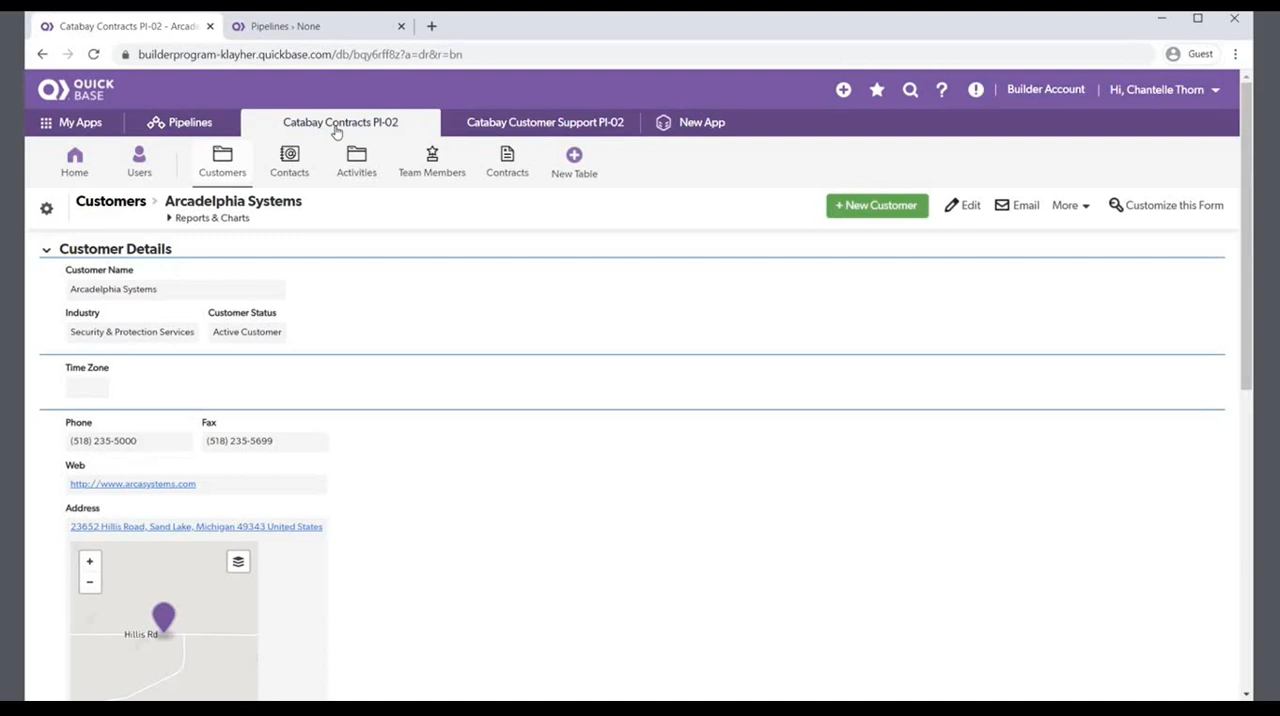 Catabay Contracts PI-02 - Arcade
Pipelines › None
builderprogram-klayher.quickbase.com/db/bqy6rff8z?a=dr&r=bn
Guest
QUICK
BASE
Builder Account
Hi, Chantelle Thorn
My Apps
Pipelines
Catabay Contracts PI-02
Catabay Customer Support PI-02
New App
Home
Users
Customers
Contacts
Activities
Team Members
Contracts
New Table
Customers > Arcadelphia Systems
Reports & Charts
+ New Customer
Edit
Email
More
Customize this Form
Customer Details
Customer Name
Arcadelphia Systems
Industry
Customer Status
Security & Protection Services
Active Customer
Time Zone
Phone
Fax
(518) 235-5000
(518) 235-5699
Web
http://www.arcasystems.com
Address
23652 Hillis Road, Sand Lake, Michigan 49343 United States
+
−
Hillis Rd